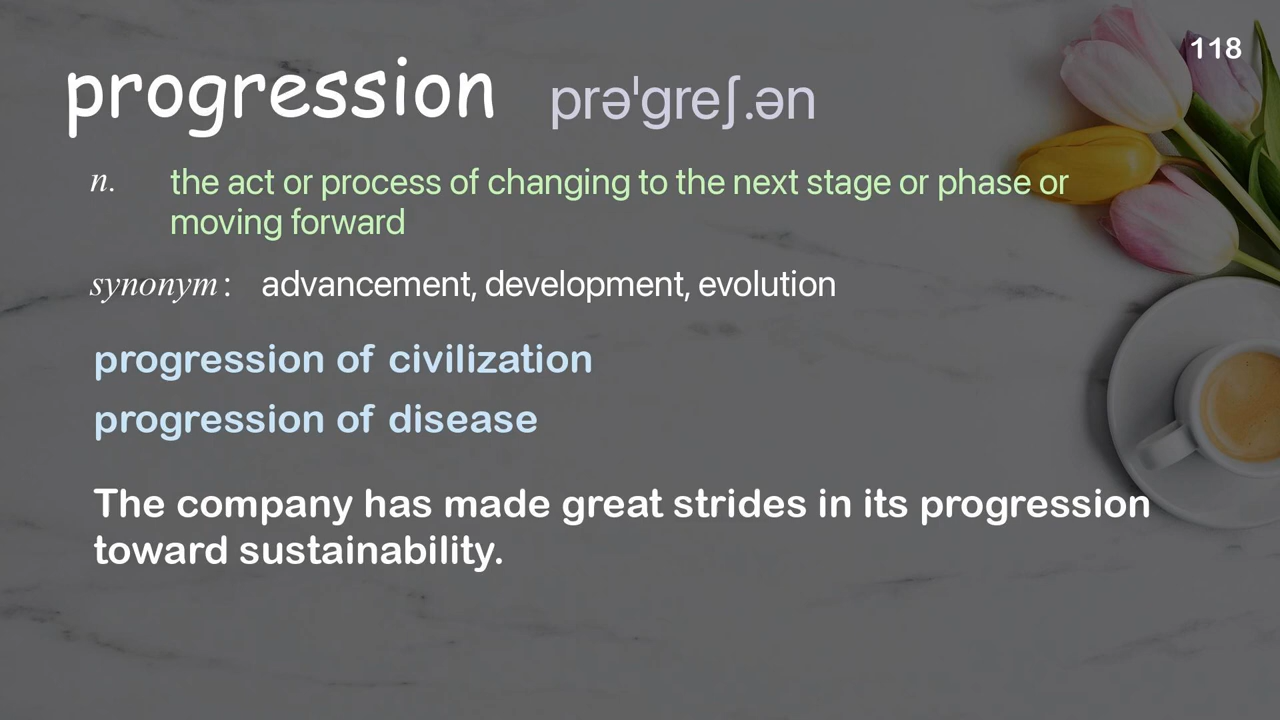 118
progression prəˈɡreʃ.ən
n. the act or process of changing to the next stage or phase or
moving forward
synonym : advancement, development, evolution
progression of civilization
progression of disease
The company has made great strides in its progression
toward sustainability.